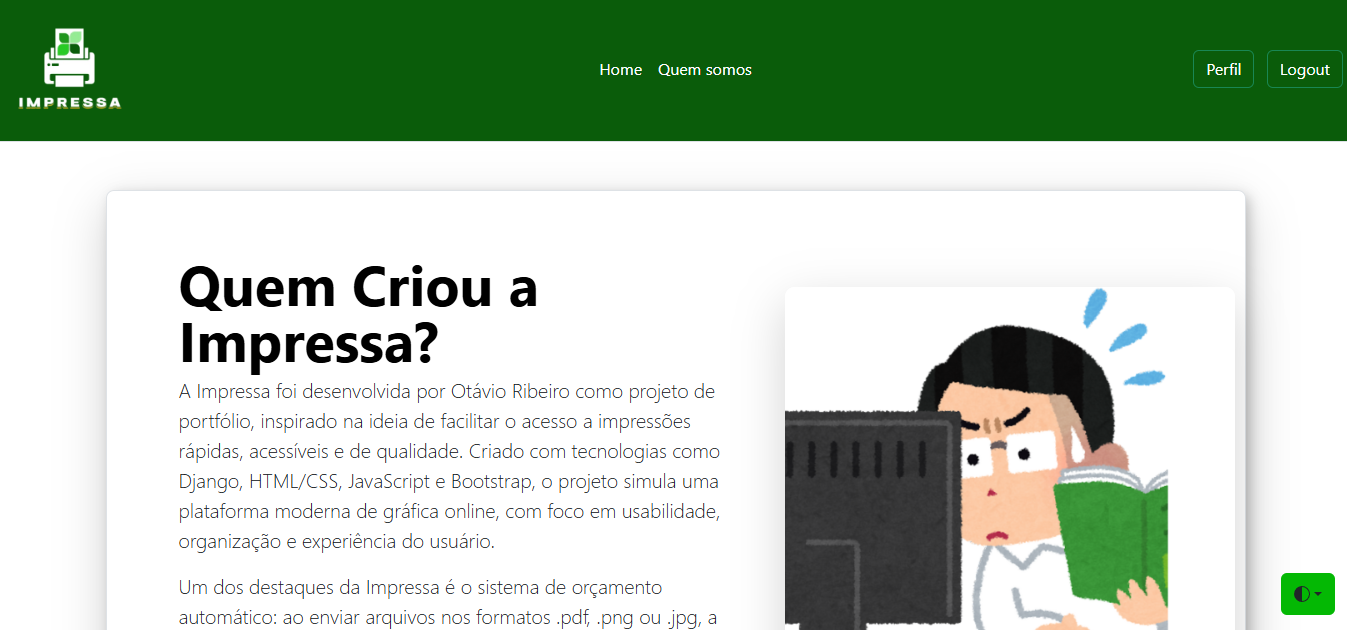 IMPRESSA
Home Quem somos
Perfil Logout
Quem Criou a
Impressa?
A Impressa foi desenvolvida por Otávio Ribeiro como projeto de
portfólio, inspirado na ideia de facilitar o acesso a impressões
rápidas, acessíveis e de qualidade. Criado com tecnologias como
Django, HTML/CSS, JavaScript e Bootstrap, o projeto simula uma
plataforma moderna de gráfica online, com foco em usabilidade,
organização e experiência do usuário.
Um dos destaques da Impressa é o sistema de orçamento
automático: ao enviar arquivos nos formatos .pdf, .png ou .jpg, a